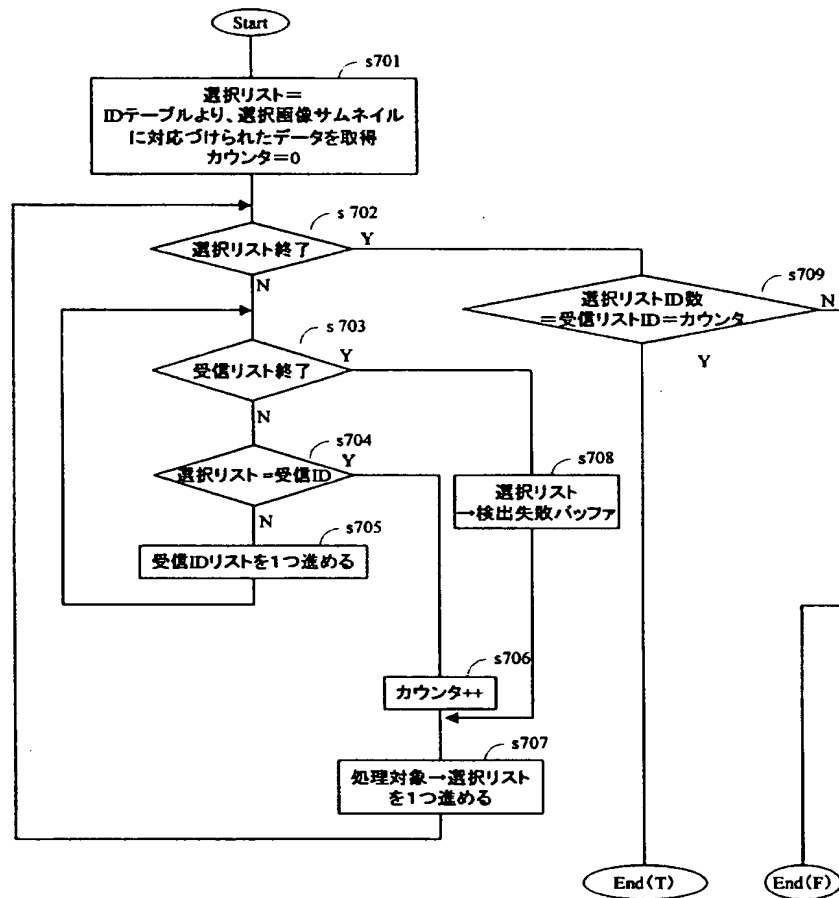 Start
s701
選択リスト＝
IDテーブルより、選択画像サムネイル
に対応づけられたデータを取得
カウンタ＝0
s 702
選択リスト終了
Y
N
s709
選択リストID数
＝受信リストID＝カウンタ
N
Y
s 703
受信リスト終了
Y
N
s704
選択リスト=受信ID
Y
N
s708
選択リスト
→検出失敗バッファ
s705
受信IDリストを1つ進める
s706
カウンタ++
s707
処理対象→選択リスト
を1つ進める
End(T)
End(F)